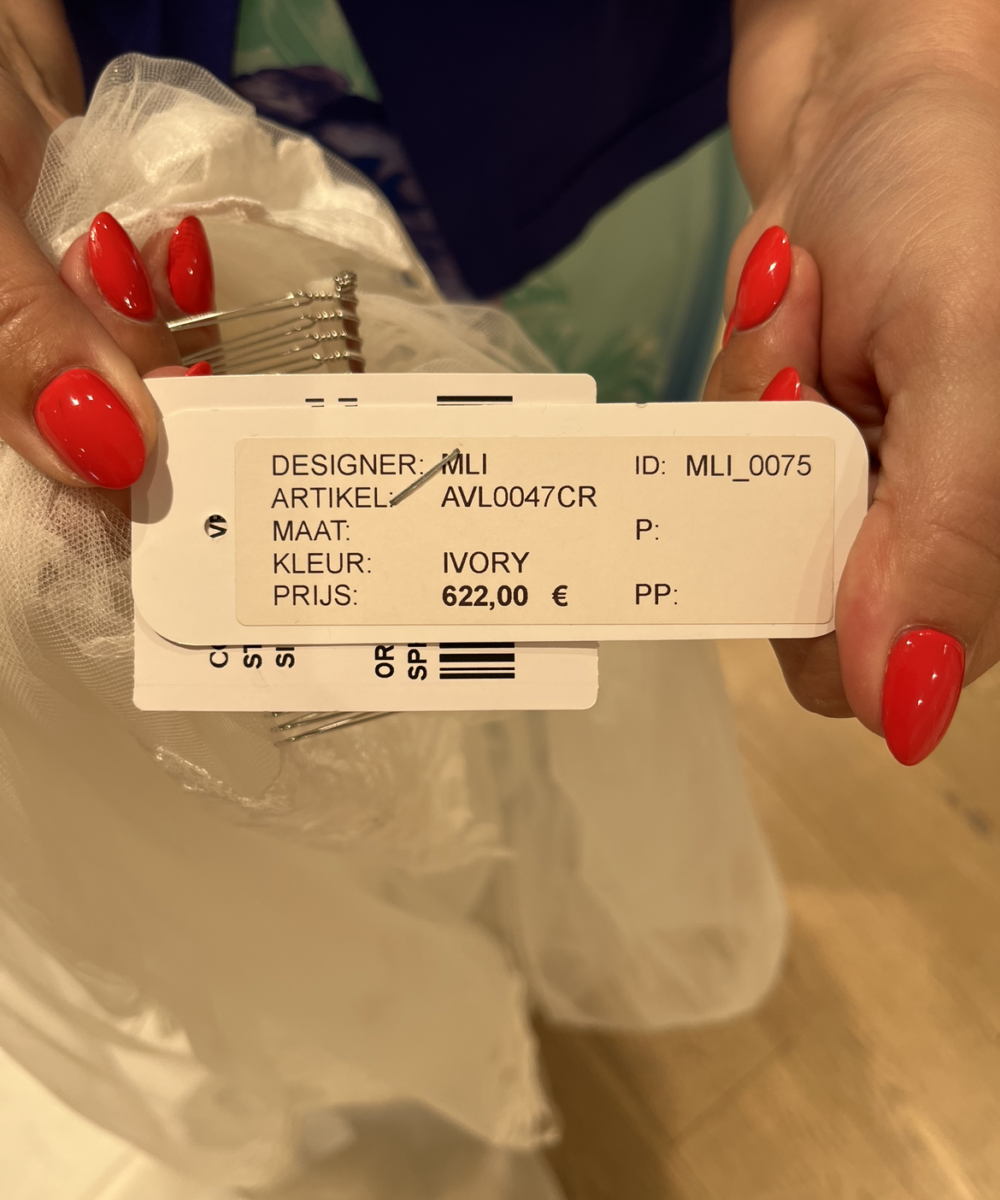 DESIGNER: MLI ID: MLI_0075
ARTIKEL: AVL0047CR
MAAT: P:
KLEUR: IVORY
PRIJS: 622,00 € PP: